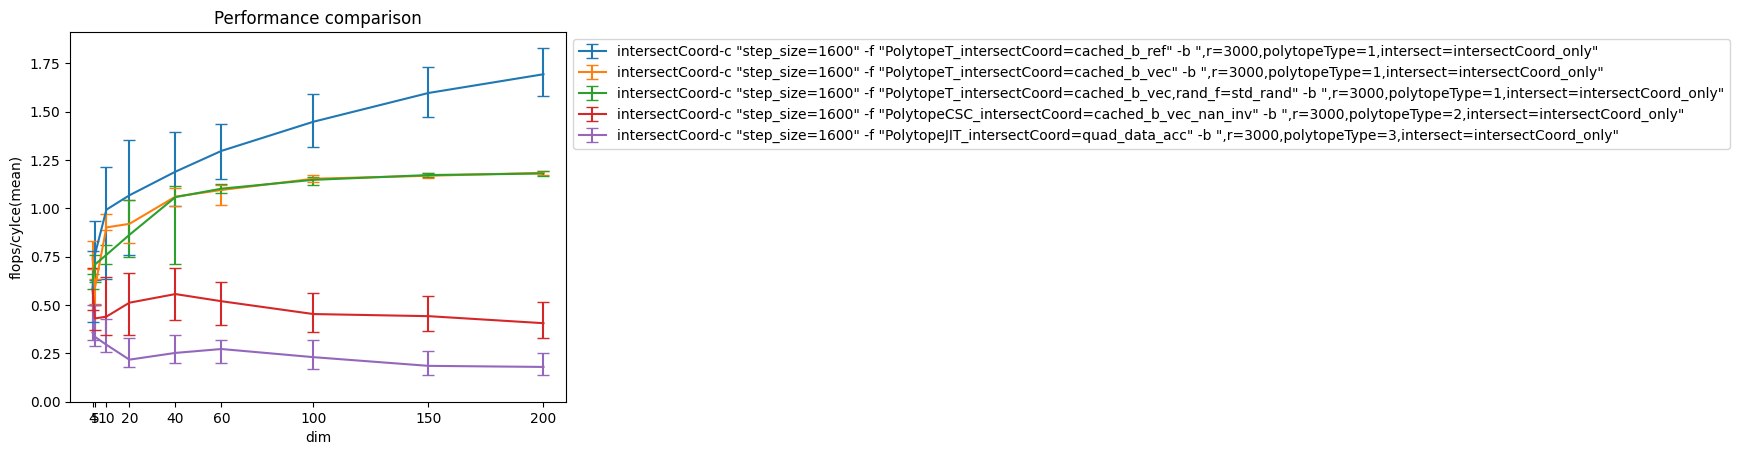 Performance comparison
flops/cylce(mean)
1.75
1.50
1.25
1.00
0.75
0.50
0.25
0.00
4 5 10 20 40 60 100 150 200
dim
intersectCoord-c "step_size=1600" -f "PolytopeT_intersectCoord=cached_b_ref" -b ",r=3000,polytopeType=1,intersect=intersectCoord_only"
intersectCoord-c "step_size=1600" -f "PolytopeT_intersectCoord=cached_b_vec" -b ",r=3000,polytopeType=1,intersect=intersectCoord_only"
intersectCoord-c "step_size=1600" -f "PolytopeT_intersectCoord=cached_b_vec,rand_f=std_rand" -b ",r=3000,polytopeType=1,intersect=intersectCoord_only"
intersectCoord-c "step_size=1600" -f "PolytopeCSC_intersectCoord=cached_b_vec_nan_inv" -b ",r=3000,polytopeType=2,intersect=intersectCoord_only"
intersectCoord-c "step_size=1600" -f "PolytopeJIT_intersectCoord=quad_data_acc" -b ",r=3000,polytopeType=3,intersect=intersectCoord_only"